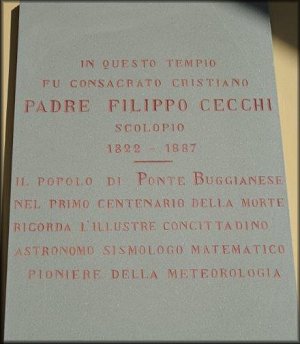 IN QUESTO TEMPIO
FU CONSACRATO CRISTIANO
PADRE FILIPPO CECCHI
SCOLOPIO
1822 - 1887
IL POPOLO DI PONTE BUGGIANESE
NEL PRIMO CENTENARIO DELLA MORTE
RICORDA L'ILLUSTRE CONCITTADINO
ASTRONOMO SISMOLOGO MATEMATICO
PIONIERE DELLA METEOROLOGIA